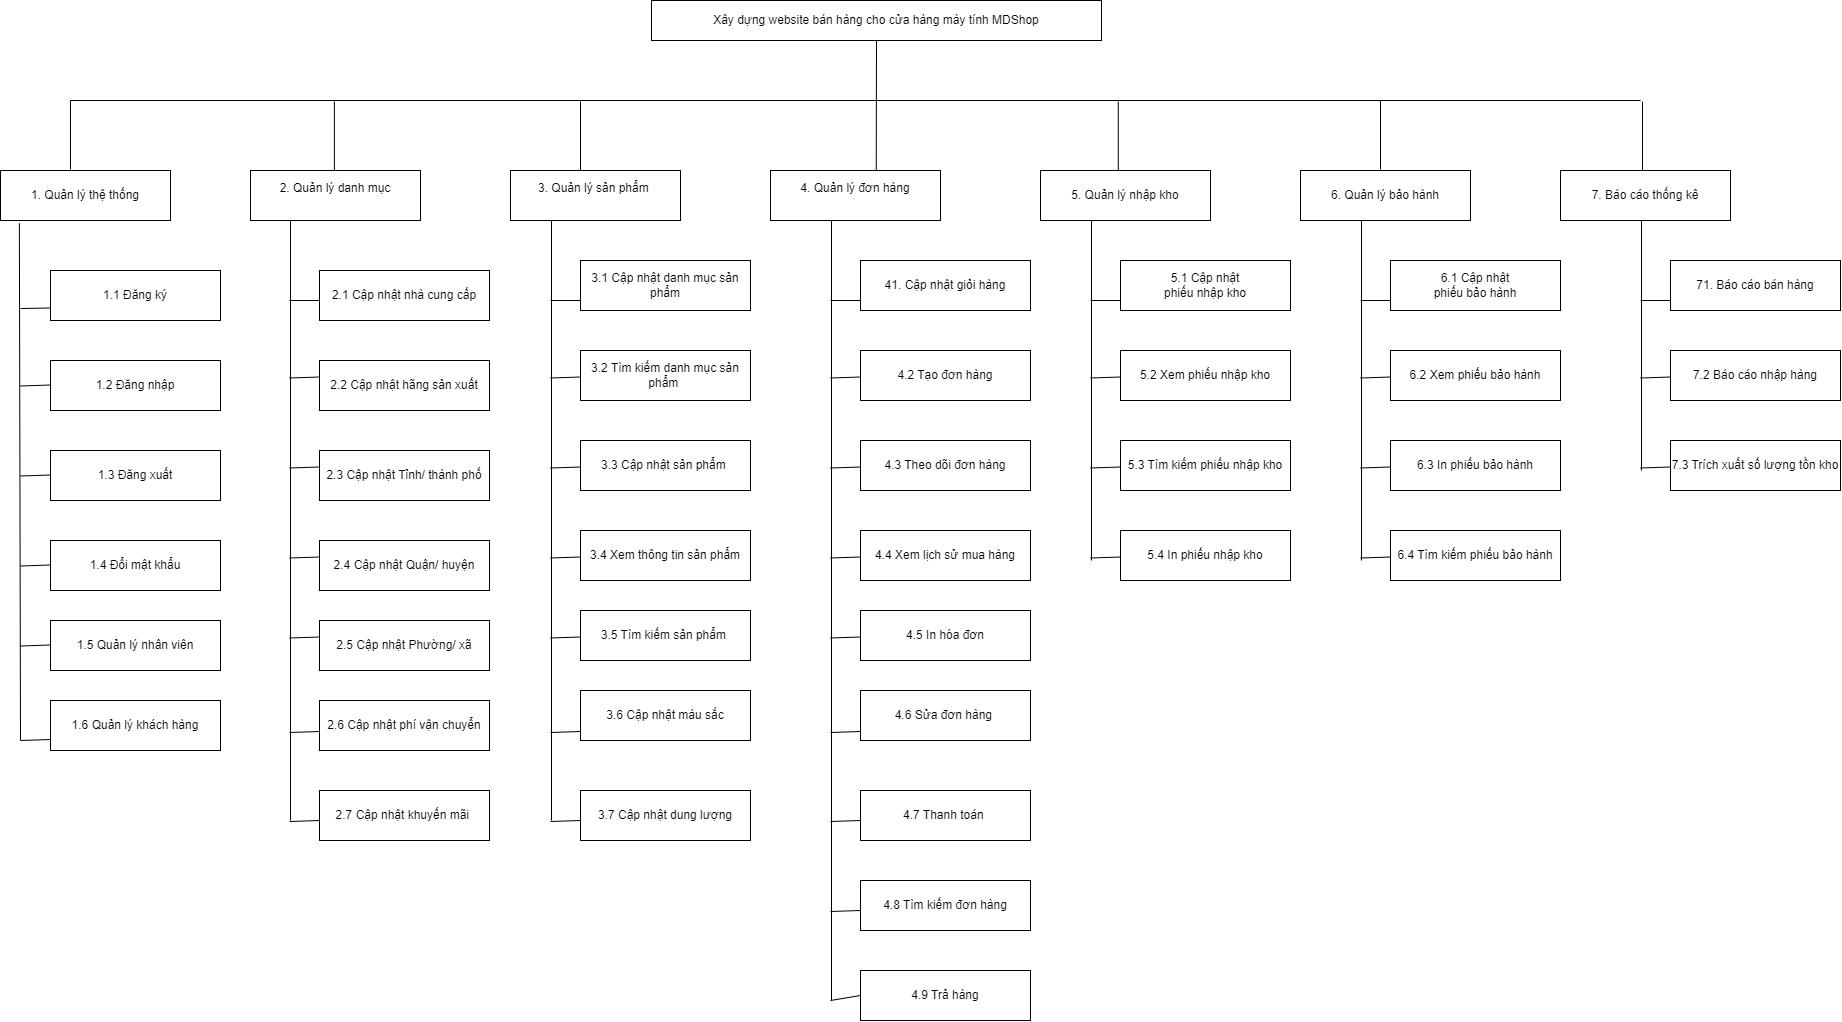 Xây dựng website bán hàng cho cửa hàng máy tính MDShop
1. Quản lý thệ thống
2. Quản lý danh mục
3. Quản lý sản phẩm
4. Quản lý đơn hàng
5. Quản lý nhập kho
6. Quản lý bảo hành
7. Báo cáo thống kê
1.1 Đăng ký
1.2 Đăng nhập
1.3 Đăng xuất
1.4 Đổi mật khẩu
1.5 Quản lý nhân viên
1.6 Quản lý khách hàng
2.1 Cập nhật nhà cung cấp
2.2 Cập nhật hãng sản xuất
2.3 Cập nhật Tỉnh/ thành phố
2.4 Cập nhật Quận/ huyện
2.5 Cập nhật Phường/ xã
2.6 Cập nhật phí vận chuyển
2.7 Cập nhật khuyến mãi
3.1 Cập nhật danh mục sản
phẩm
3.2 Tìm kiếm danh mục sản
phẩm
3.3 Cập nhật sản phẩm
3.4 Xem thông tin sản phẩm
3.5 Tìm kiếm sản phẩm
3.6 Cập nhật màu sắc
3.7 Cập nhật dung lượng
41. Cập nhật giỏi hàng
4.2 Tạo đơn hàng
4.3 Theo dõi đơn hàng
4.4 Xem lịch sử mua hàng
4.5 In hóa đơn
4.6 Sửa đơn hàng
4.7 Thanh toán
4.8 Tìm kiếm đơn hàng
4.9 Trả hàng
5.1 Cập nhật
phiếu nhập kho
5.2 Xem phiếu nhập kho
5.3 Tìm kiếm phiếu nhập kho
5.4 In phiếu nhập kho
6.1 Cập nhật
phiếu bảo hành
6.2 Xem phiếu bảo hành
6.3 In phiếu bảo hành
6.4 Tìm kiếm phiếu bảo hành
71. Báo cáo bán hàng
7.2 Báo cáo nhập hàng
7.3 Trích xuất số lượng tồn kho